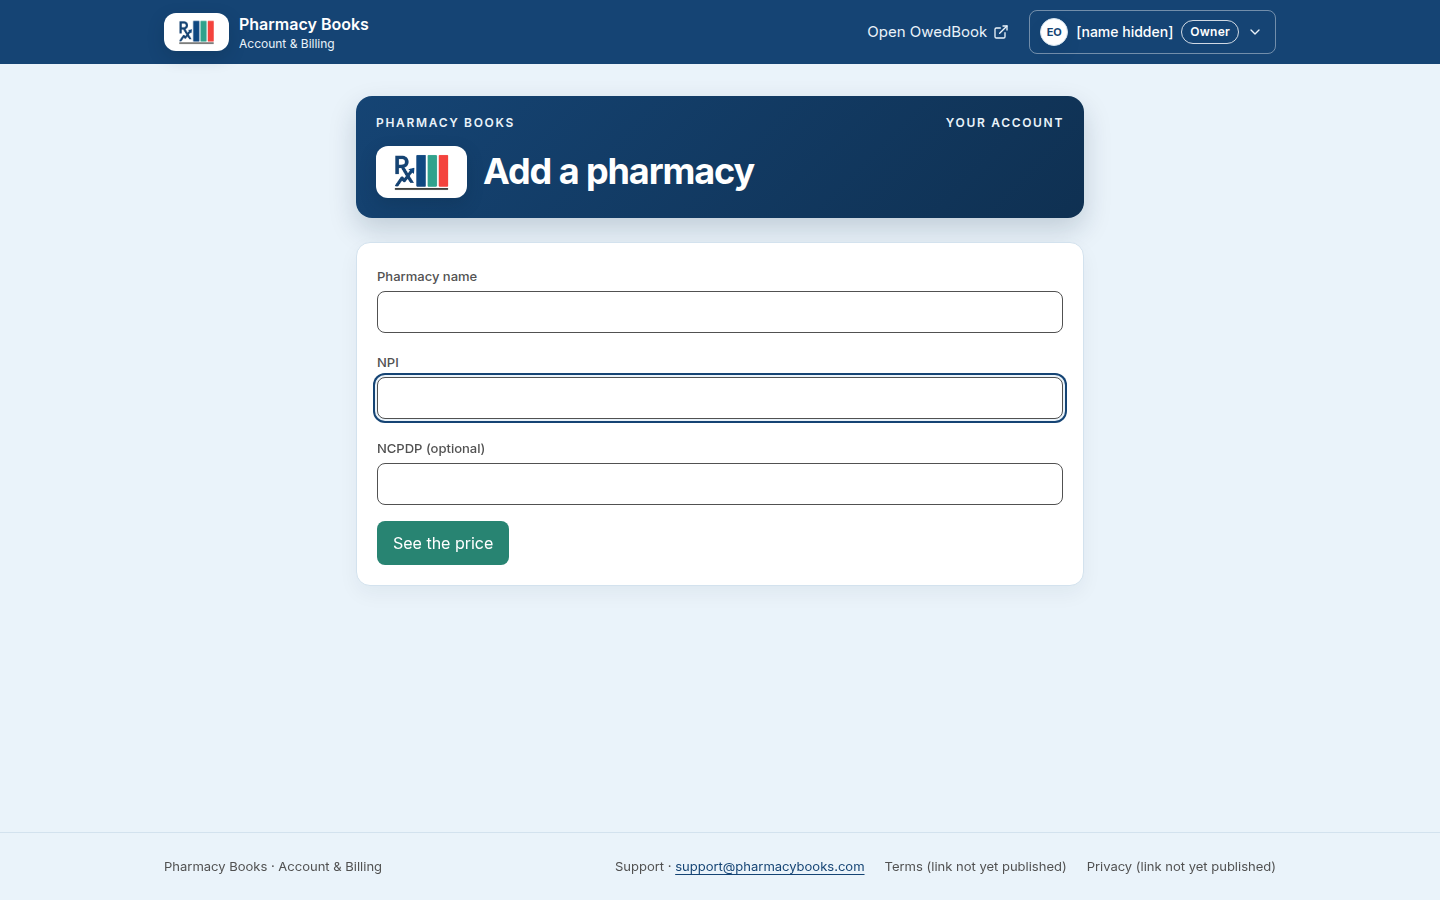 Pharmacy Books
Account & Billing
Open OwedBook
EO [name hidden] Owner
PHARMACY BOOKS
YOUR ACCOUNT
Rx
Add a pharmacy
Pharmacy name
NPI
NCPDP (optional)
See the price
Pharmacy Books · Account & Billing
Support · support@pharmacybooks.com
Terms (link not yet published)
Privacy (link not yet published)